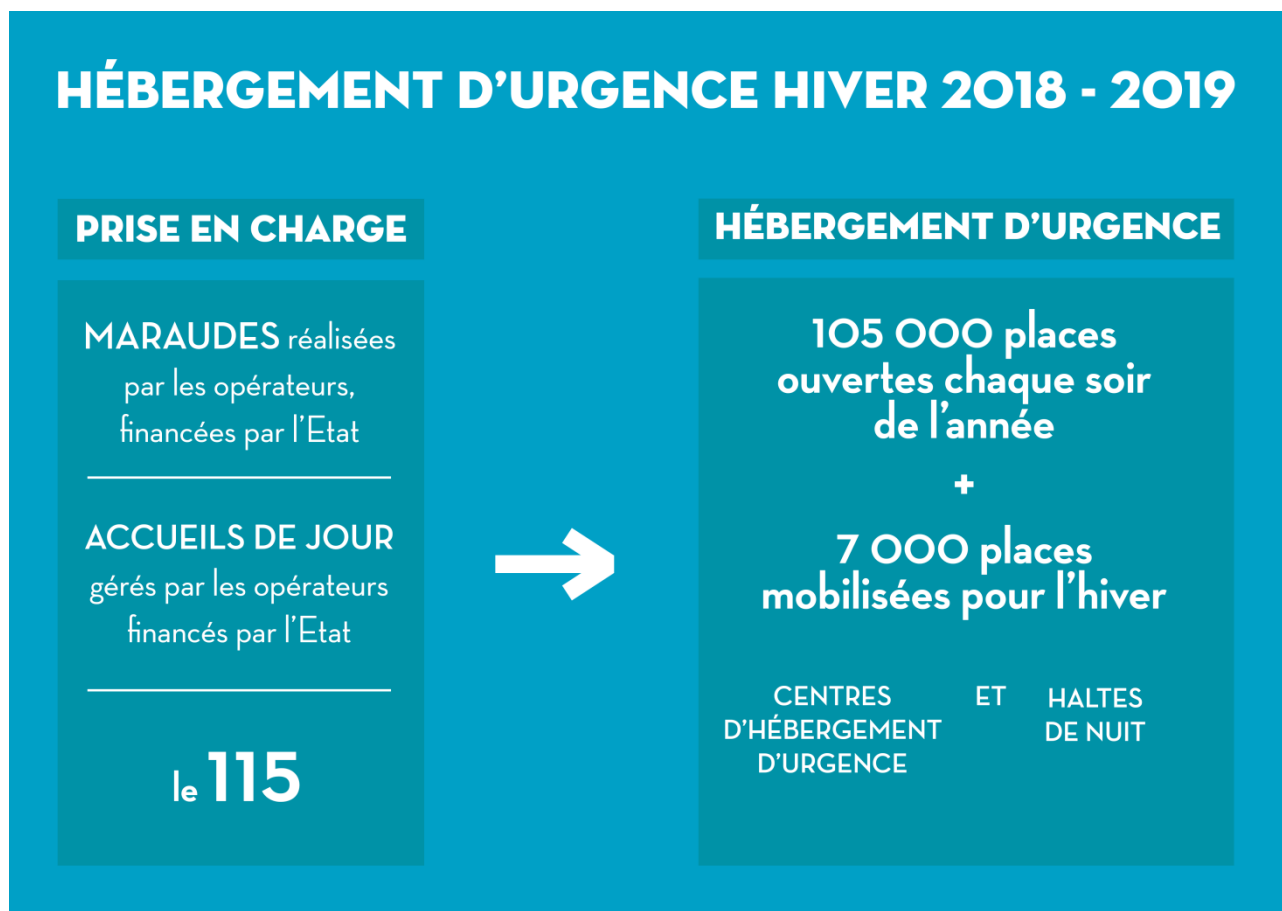 HÉBERGEMENT D'URGENCE HIVER 2018 - 2019
PRISE EN CHARGE
MARAUDES réalisées
par les opérateurs,
financées par l'Etat
ACCUEILS DE JOUR
gérés par les opérateurs
financés par l'Etat
le 115
HÉBERGEMENT D'URGENCE
105 000 places
ouvertes chaque soir
de l'année
+
7 000 places
mobilisées pour l'hiver
CENTRES
D'HÉBERGEMENT
D'URGENCE
ET
HALTES
DE NUIT